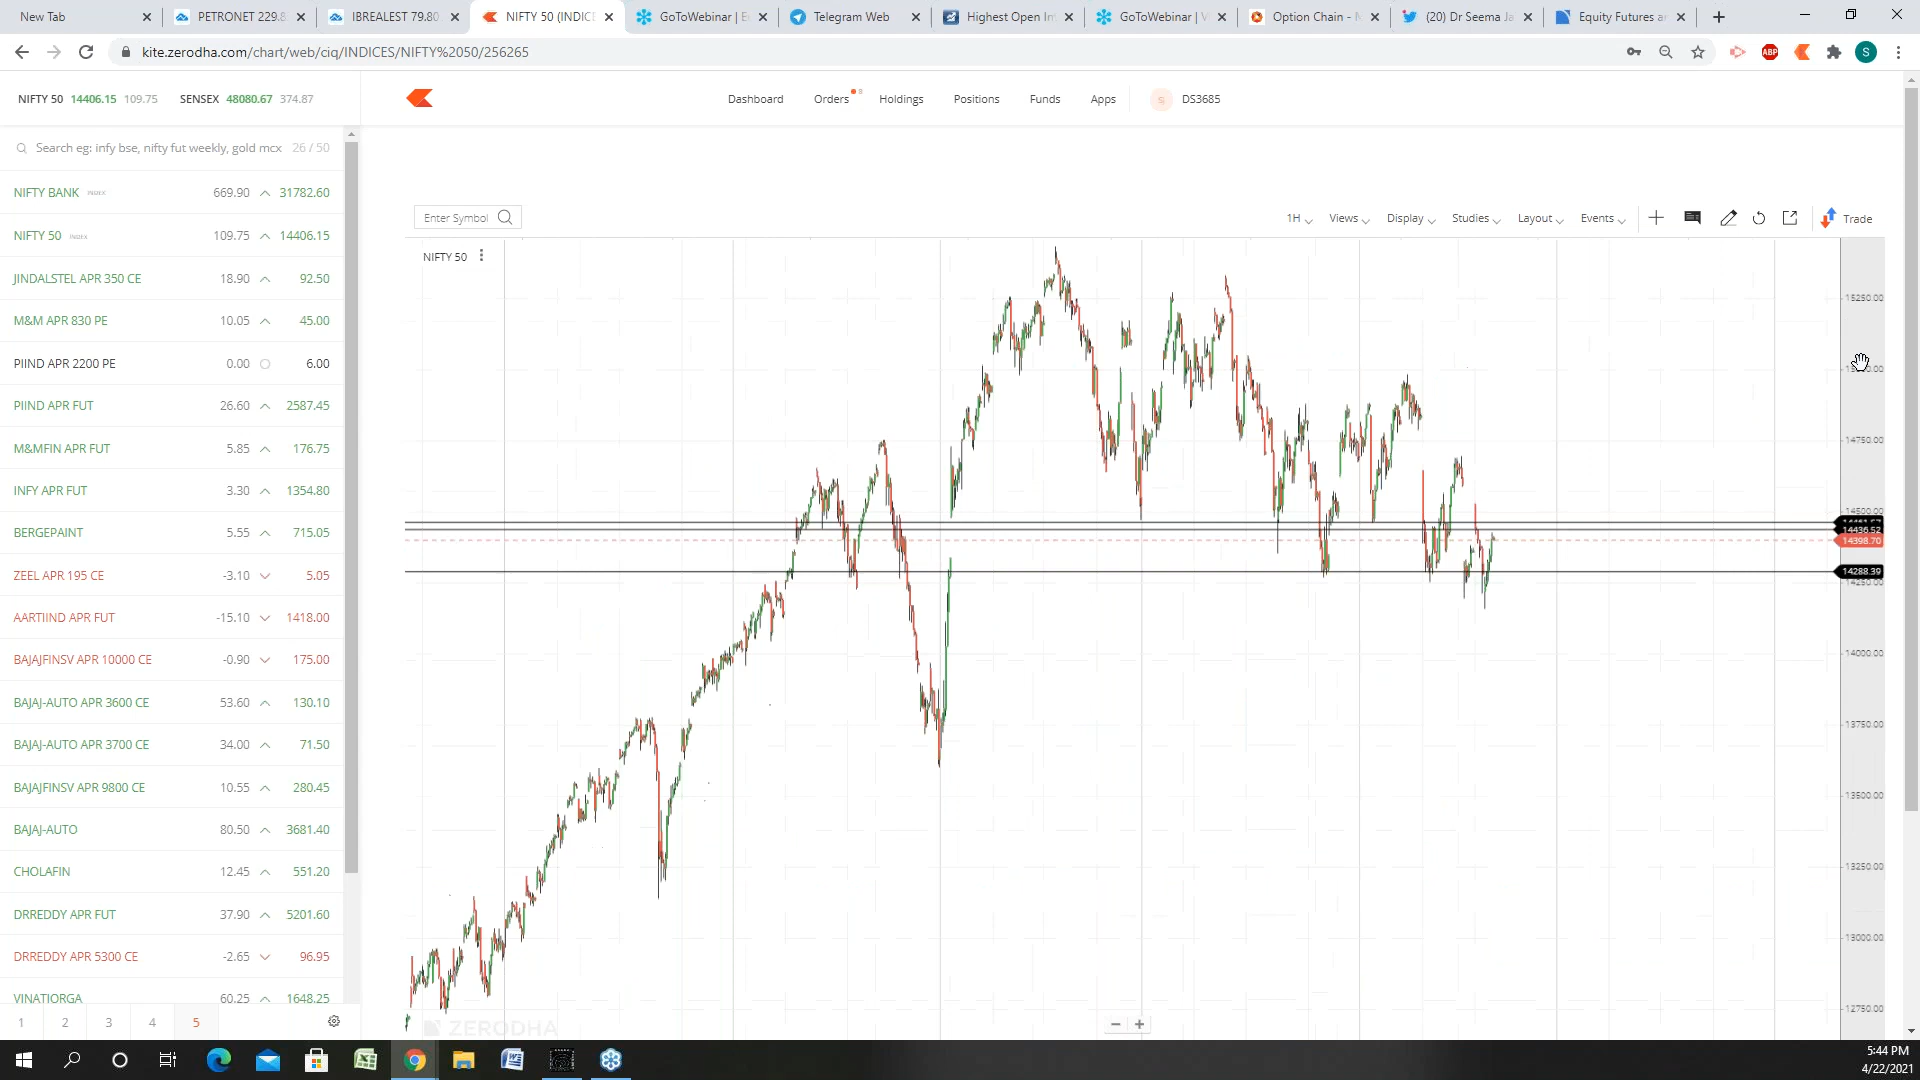 New Tab
PETRONET 229.8
IBREALEST 79.80
NIFTY 50 (INDICE
GoToWebinar |
Telegram Web
Highest Open In
GoToWebinar |
Option Chain -
(20) Dr Seema Ja
Equity Futures a
kite.zerodha.com/chart/web/ciq/INDICES/NIFTY%2050/256265
ABP
S
NIFTY 50 14406.15 109.75 SENSEX 48080.67 374.87
Dashboard Orders 8 Holdings Positions Funds Apps DS3685
Search eg: infy bse, nifty fut weekly, gold mcx 26 / 50
NIFTY BANK INDEX 669.90 31782.60
NIFTY 50 INDEX 109.75 14406.15
JINDALSTEL APR 350 CE 18.90 92.50
M&M APR 830 PE 10.05 45.00
PIIND APR 2200 PE 0.00 6.00
PIIND APR FUT 26.60 2587.45
M&MFIN APR FUT 5.85 176.75
INFY APR FUT 3.30 1354.80
BERGEPAINT 5.55 715.05
ZEEL APR 195 CE -3.10 5.05
AARTIIND APR FUT -15.10 1418.00
BAJAJFINSV APR 10000 CE -0.90 175.00
BAJAJ-AUTO APR 3600 CE 53.60 130.10
BAJAJ-AUTO APR 3700 CE 34.00 71.50
BAJAJFINSV APR 9800 CE 10.55 280.45
BAJAJ-AUTO 80.50 3681.40
CHOLAFIN 12.45 551.20
DRREDDY APR FUT 37.90 5201.60
DRREDDY APR 5300 CE -2.65 96.95
VINATIORGA 60.25 1648.25
1 2 3 4 5
Enter Symbol
1H Views Display Studies Layout Events Trade
NIFTY 50
15250.00
14750.00
14500.00
14436.52
14398.70
14288.39
14250.00
14000.00
13750.00
13500.00
13250.00
13000.00
12750.00
ZERODHA
5:44 PM
4/22/2021